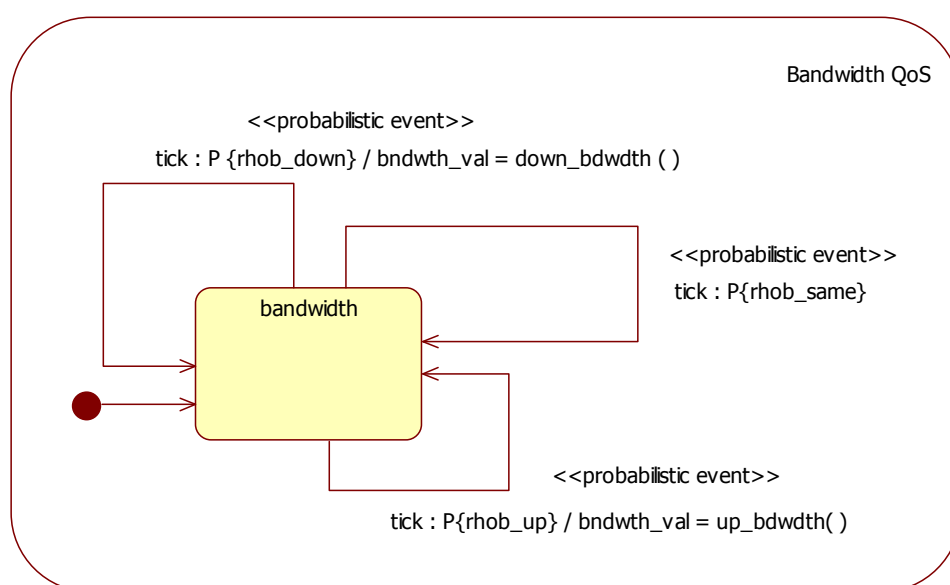 Bandwidth QoS
<<probabilistic event>>
tick : P {rhob_down} / bndwth_val = down_bdwdth ( )
<<probabilistic event>>
tick : P{rhob_same}
bandwidth
<<probabilistic event>>
tick : P{rhob_up} / bndwth_val = up_bdwdth( )